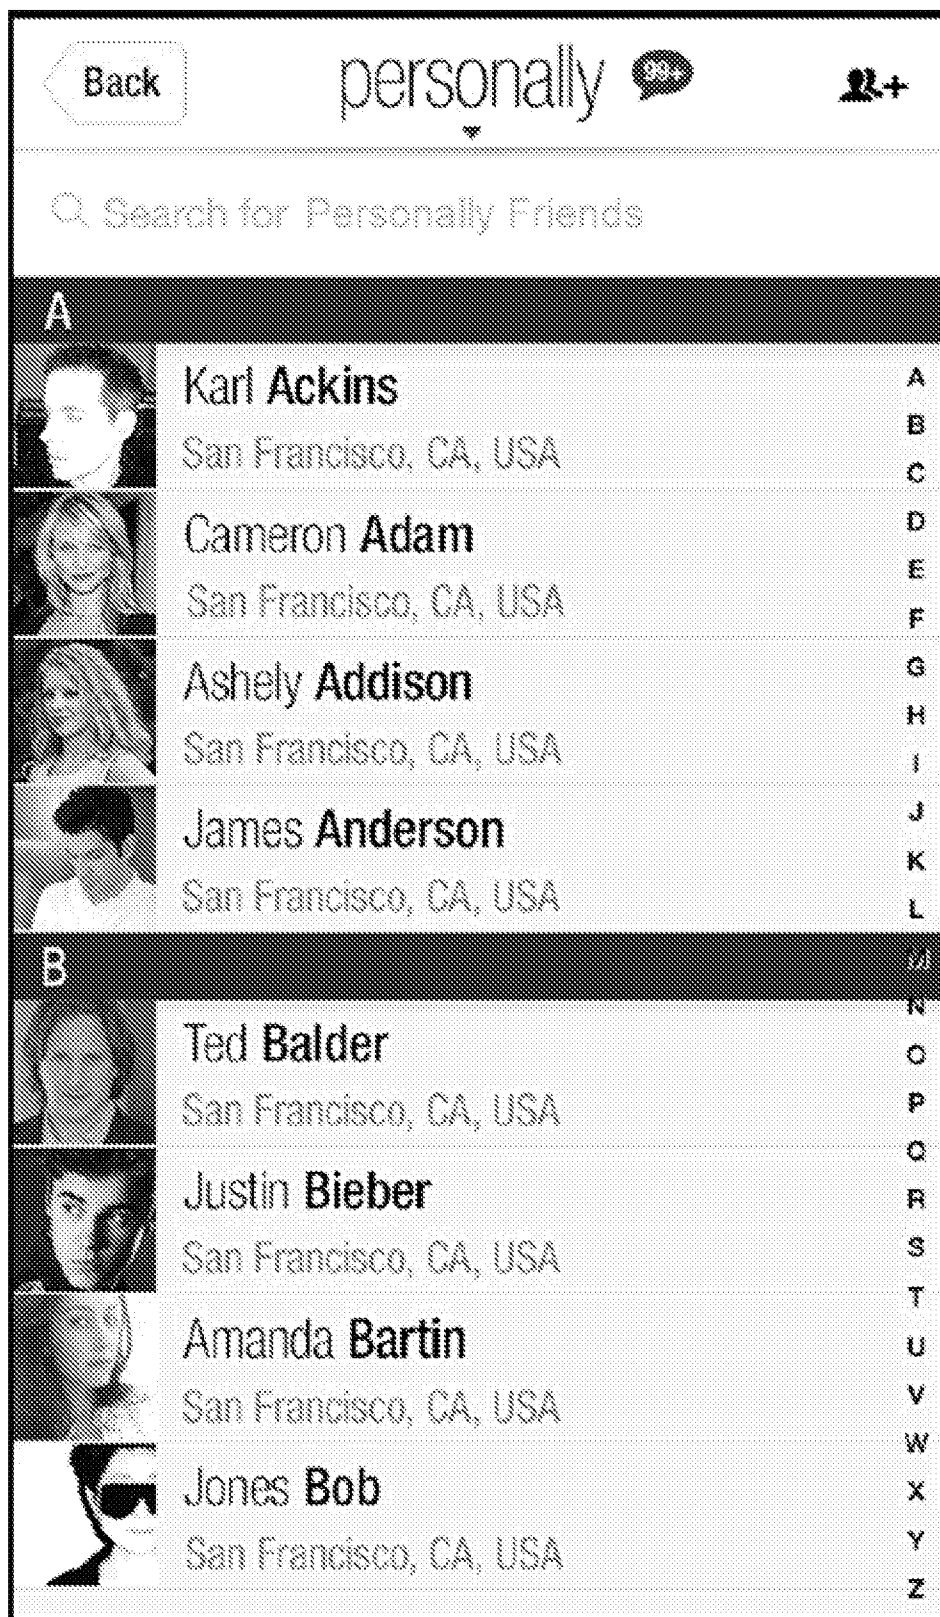 Back personally 99+
Search for Personally Friends
A
Karl Ackins
San Francisco, CA, USA
Cameron Adam
San Francisco, CA, USA
Ashely Addison
San Francisco, CA, USA
James Anderson
San Francisco, CA, USA
B
Ted Balder
San Francisco, CA, USA
Justin Bieber
San Francisco, CA, USA
Amanda Bartin
San Francisco, CA, USA
Jones Bob
San Francisco, CA, USA
A
B
C
D
E
F
G
H
I
J
K
L
M
N
O
P
Q
R
S
T
U
V
W
X
Y
Z